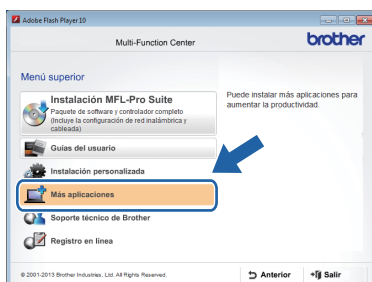 Adobe Flash Player 10
Multi-Function Center
brother
Menú superior
Instalación MFL-Pro Suite
Paquete de software y controlador completo
(Incluye la configuración de red inalámbrica y
cableada)
Puede instalar más aplicaciones para
aumentar la productividad.
Guías del usuario
Instalación personalizada
Más aplicaciones
Soporte técnico de Brother
Registro en línea
© 2001-2013 Brother Industries, Ltd. All Rights Reserved.
Anterior
Salir